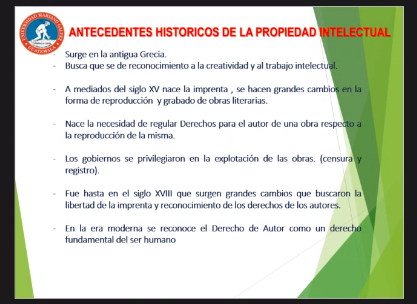 ANTECEDENTES HISTORICOS DE LA PROPIEDAD INTELECTUAL
Surge en la antigua Grecia.
- Busca que se de reconocimiento a la creatividad y al trabajo intelectual.
- A mediados del siglo XV nace la imprenta , se hacen grandes cambios en la
forma de reproducción y grabado de obras literarias.
- Nace la necesidad de regular Derechos para el autor de una obra respecto a
la reproducción de la misma.
- Los gobiernos se privilegiaron en la explotación de las obras. (censura y
registro).
- Fue hasta en el siglo XVIII que surgen grandes cambios que buscaron la
libertad de la imprenta y reconocimiento de los derechos de los autores.
- En la era moderna se reconoce el Derecho de Autor como un derecho
fundamental del ser humano